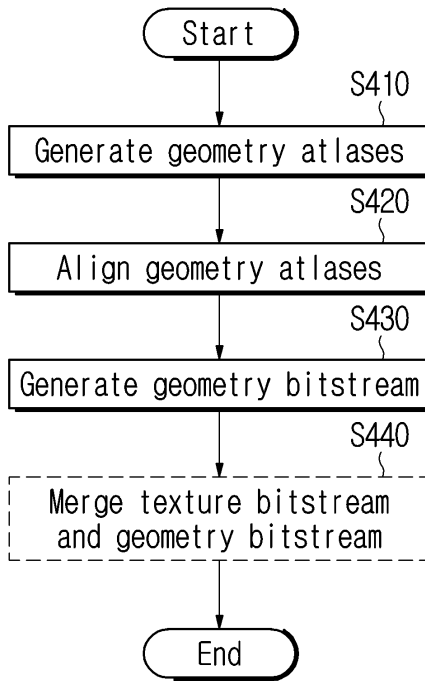 Start
S410
Generate geometry atlases
S420
Align geometry atlases
S430
Generate geometry bitstream
S440
Merge texture bitstream
and geometry bitstream
End